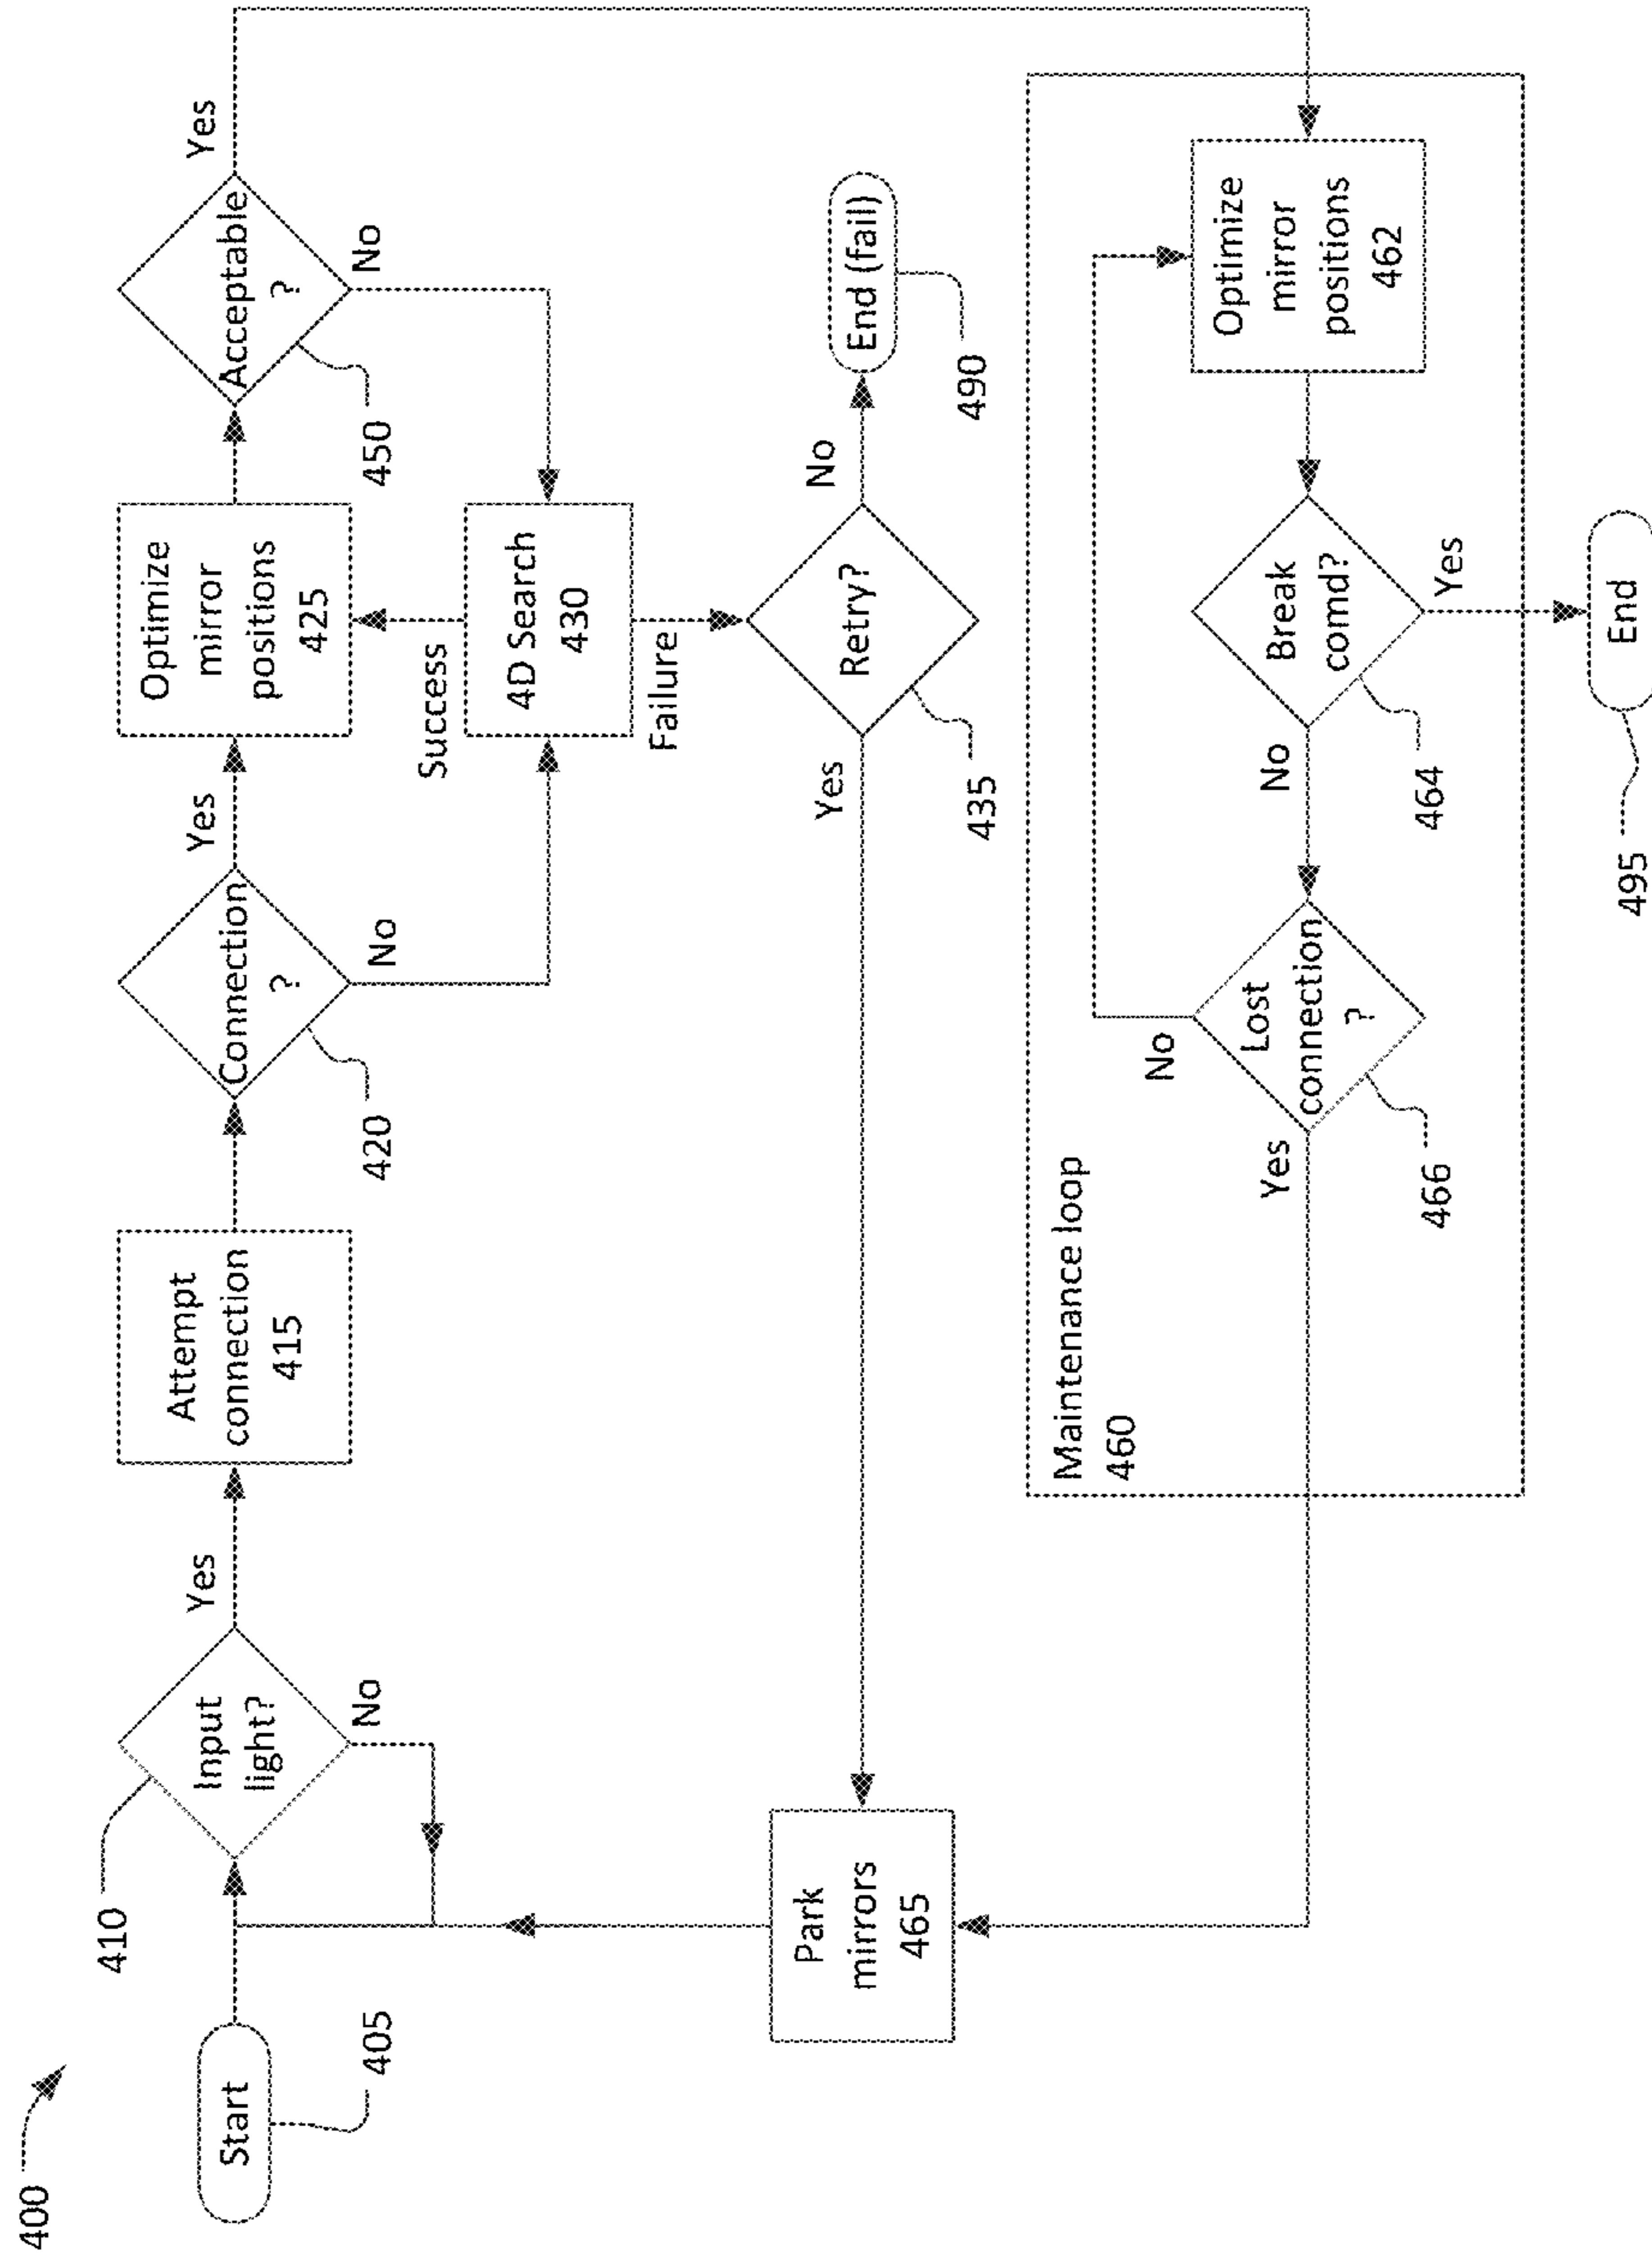 400
Start
405
410
Input
light?
Yes
No
Attempt
connection
415
Connection
?
420
Yes
No
Optimize
mirror
positions
425
Acceptable
?
450
Yes
No
Success
4D Search
430
Failure
Retry?
435
Yes
No
End (fail)
490
Park
mirrors
465
Maintenance loop
460
Optimize
mirror
positions
462
Break
comd?
464
No
Yes
Lost
connection
?
466
No
Yes
End
495